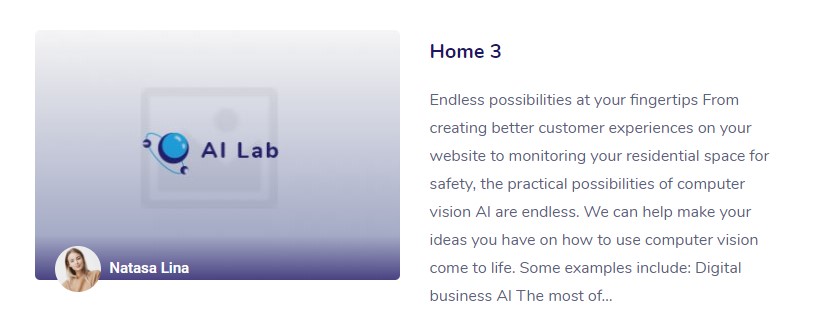 AI Lab
Natasa Lina
Home 3
Endless possibilities at your fingertips From
creating better customer experiences on your
website to monitoring your residential space for
safety, the practical possibilities of computer
vision AI are endless. We can help make your
ideas you have on how to use computer vision
come to life. Some examples include: Digital
business AI The most of...